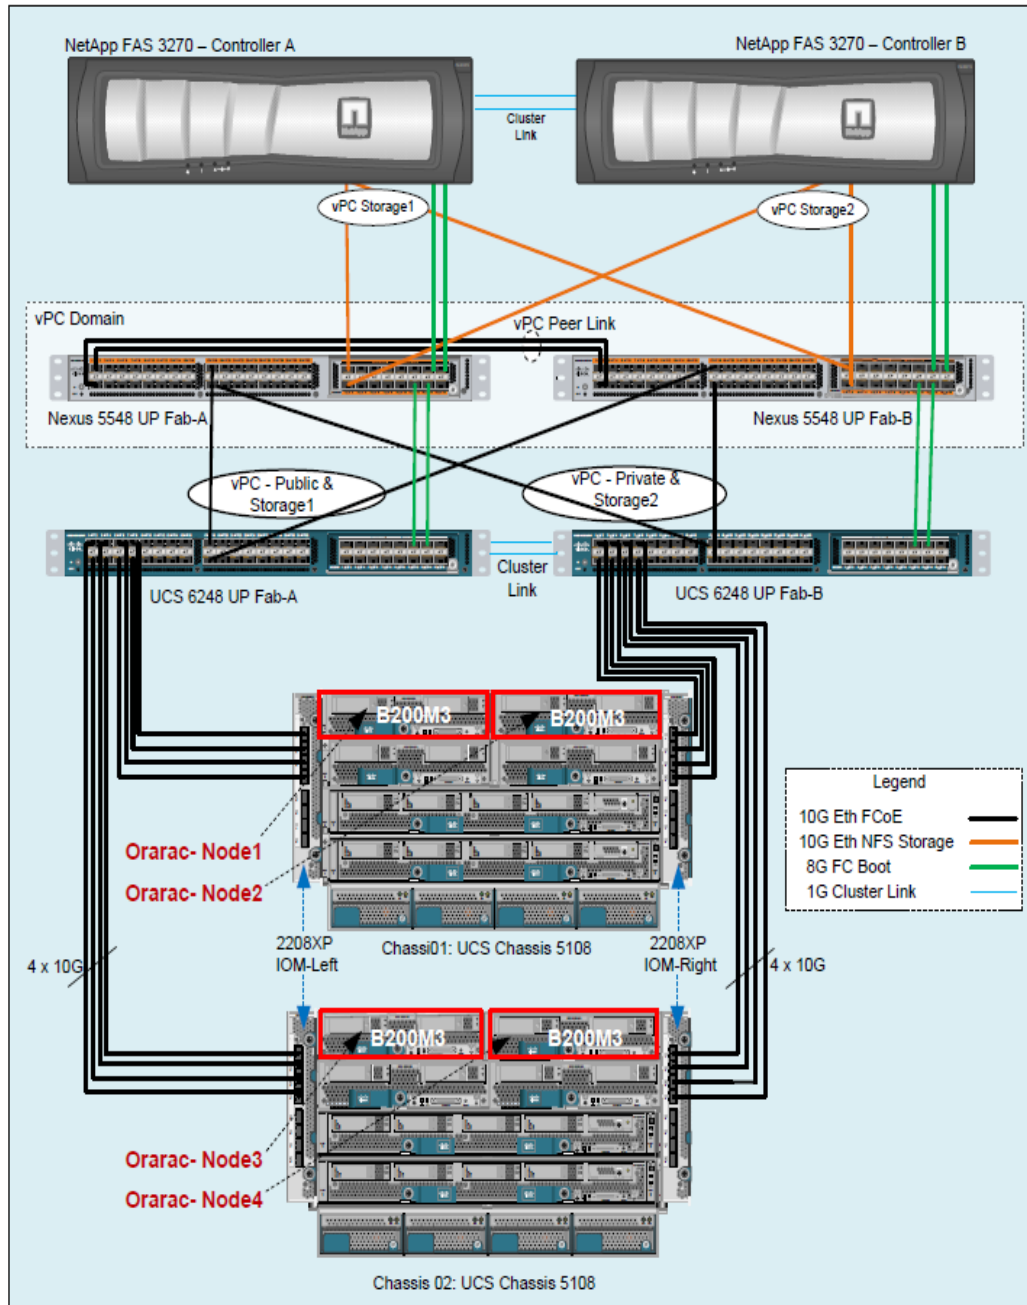 NetApp FAS 3270 – Controller A
NetApp FAS 3270 – Controller B
NetApp
NetApp
Cluster
Link
vPC Storage1
vPC Storage2
vPC Domain
vPC Peer Link
Nexus 5548 UP Fab-A
Nexus 5548 UP Fab-B
vPC - Public &
Storage1
vPC - Private &
Storage2
Cluster
Link
UCS 6248 UP Fab-A
UCS 6248 UP Fab-B
B200M3
B200M3
Legend
10G Eth FCoE
10G Eth NFS Storage
8G FC Boot
1G Cluster Link
Orarac- Node1
Orarac- Node2
Chassi01: UCS Chassis 5108
2208XP
IOM-Left
2208XP
IOM-Right
4 x 10G
4 x 10G
B200M3
B200M3
Orarac- Node3
Orarac- Node4
Chassis 02: UCS Chassis 5108